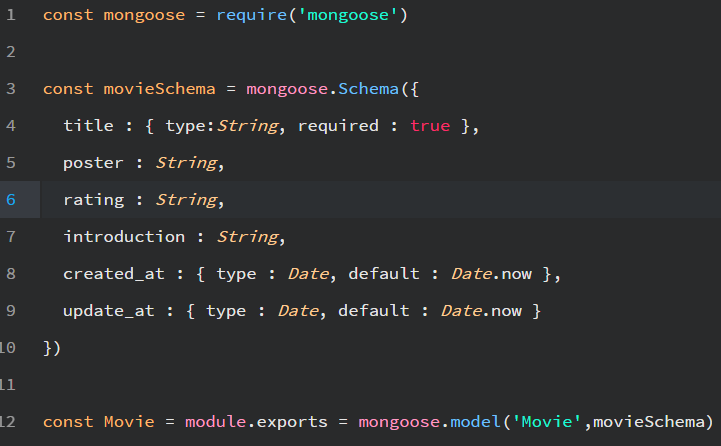 1 const mongoose = require('mongoose')
2
3 const movieSchema = mongoose.Schema({
4   title : { type:String, required : true },
5   poster : String,
6   rating : String,
7   introduction : String,
8   created_at : { type : Date, default : Date.now },
9   update_at : { type : Date, default : Date.now }
10 })
11
12 const Movie = module.exports = mongoose.model('Movie',movieSchema)